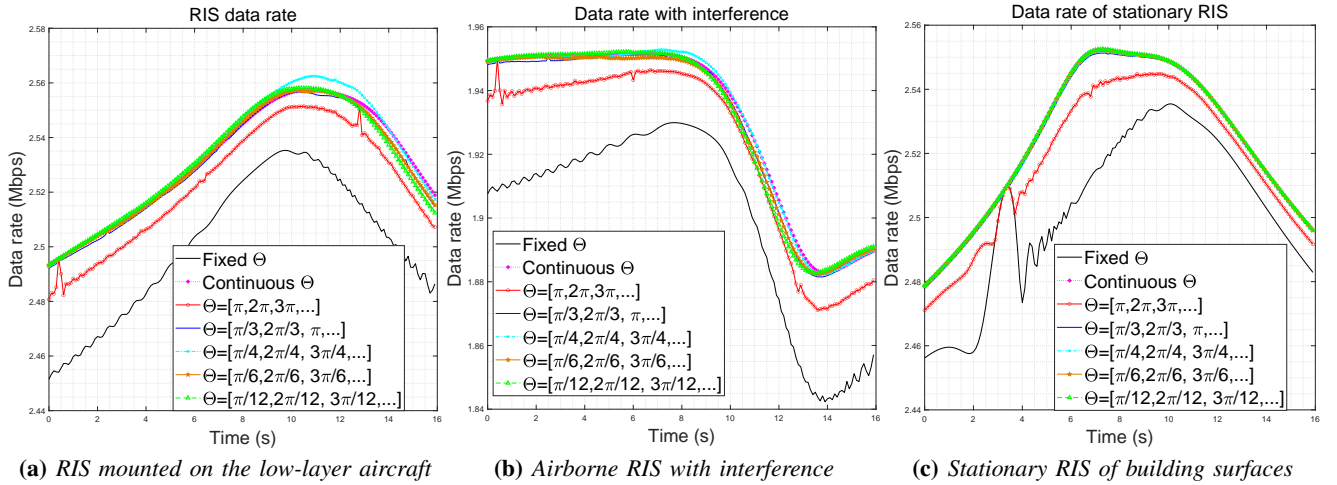 RIS data rate
Data rate (Mbps)
2.58
2.56
2.54
2.52
2.5
2.48
2.46
2.44
0 2 4 6 8 10 12 14 16
Time (s)
Fixed Θ
Continuous Θ
Θ=[π,2π,3π,...]
Θ=[π/3,2π/3, π,...]
Θ=[π/4,2π/4, 3π/4,...]
Θ=[π/6,2π/6, 3π/6,...]
Θ=[π/12,2π/12, 3π/12,...]
(a) RIS mounted on the low-layer aircraft
Data rate with interference
Data rate (Mbps)
1.96
1.94
1.92
1.9
1.88
1.86
1.84
0 2 4 6 8 10 12 14 16
Time (s)
Fixed Θ
Continuous Θ
Θ=[π,2π,3π,...]
Θ=[π/3,2π/3, π,...]
Θ=[π/4,2π/4, 3π/4,...]
Θ=[π/6,2π/6, 3π/6,...]
Θ=[π/12,2π/12, 3π/12,...]
(b) Airborne RIS with interference
Data rate of stationary RIS
Data rate (Mbps)
2.56
2.54
2.52
2.5
2.48
2.46
2.44
0 2 4 6 8 10 12 14 16
Time (s)
Fixed Θ
Continuous Θ
Θ=[π,2π,3π,...]
Θ=[π/3,2π/3, π,...]
Θ=[π/4,2π/4, 3π/4,...]
Θ=[π/6,2π/6, 3π/6,...]
Θ=[π/12,2π/12, 3π/12,...]
(c) Stationary RIS of building surfaces